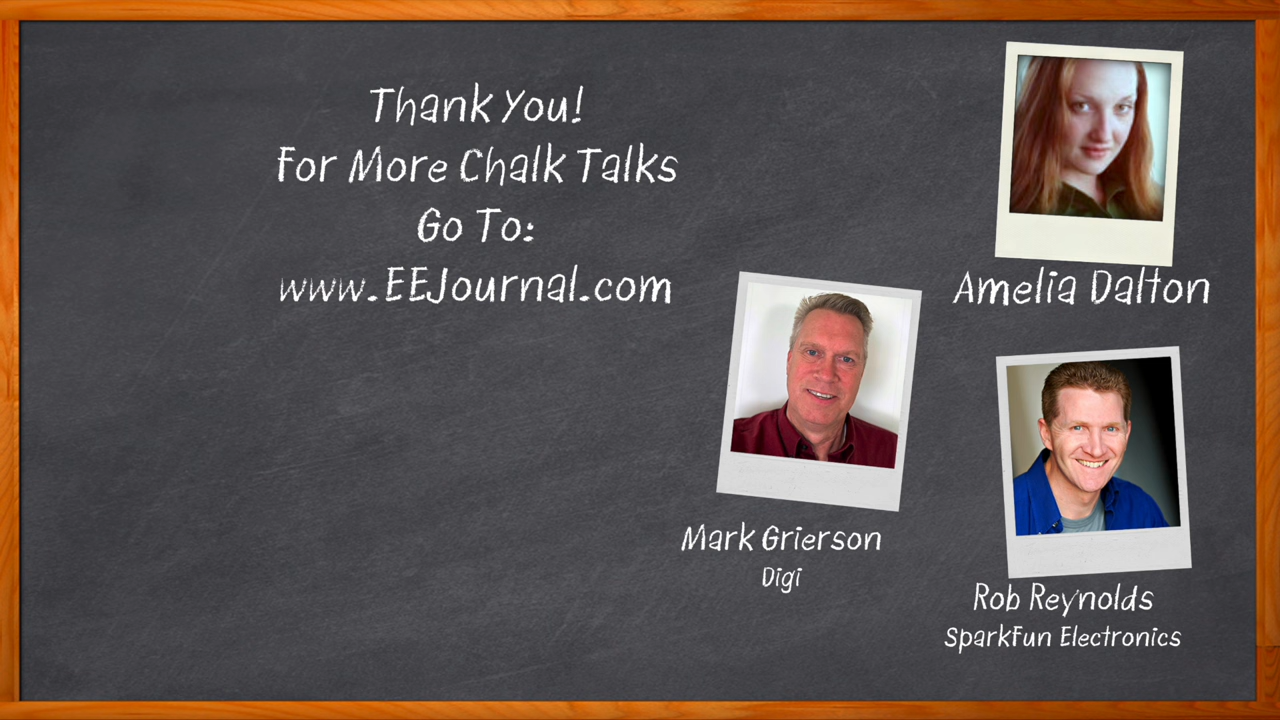 Thank You!
For More Chalk Talks
Go To:
www.EEJournal.com
Amelia Dalton
Mark Grierson
Digi
Rob Reynolds
SparkFun Electronics